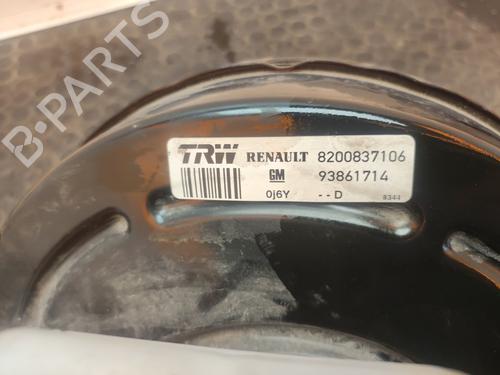 B-PARTS
TRW RENAULT 8200837106
GM 93861714
0j6Y -- D 8344